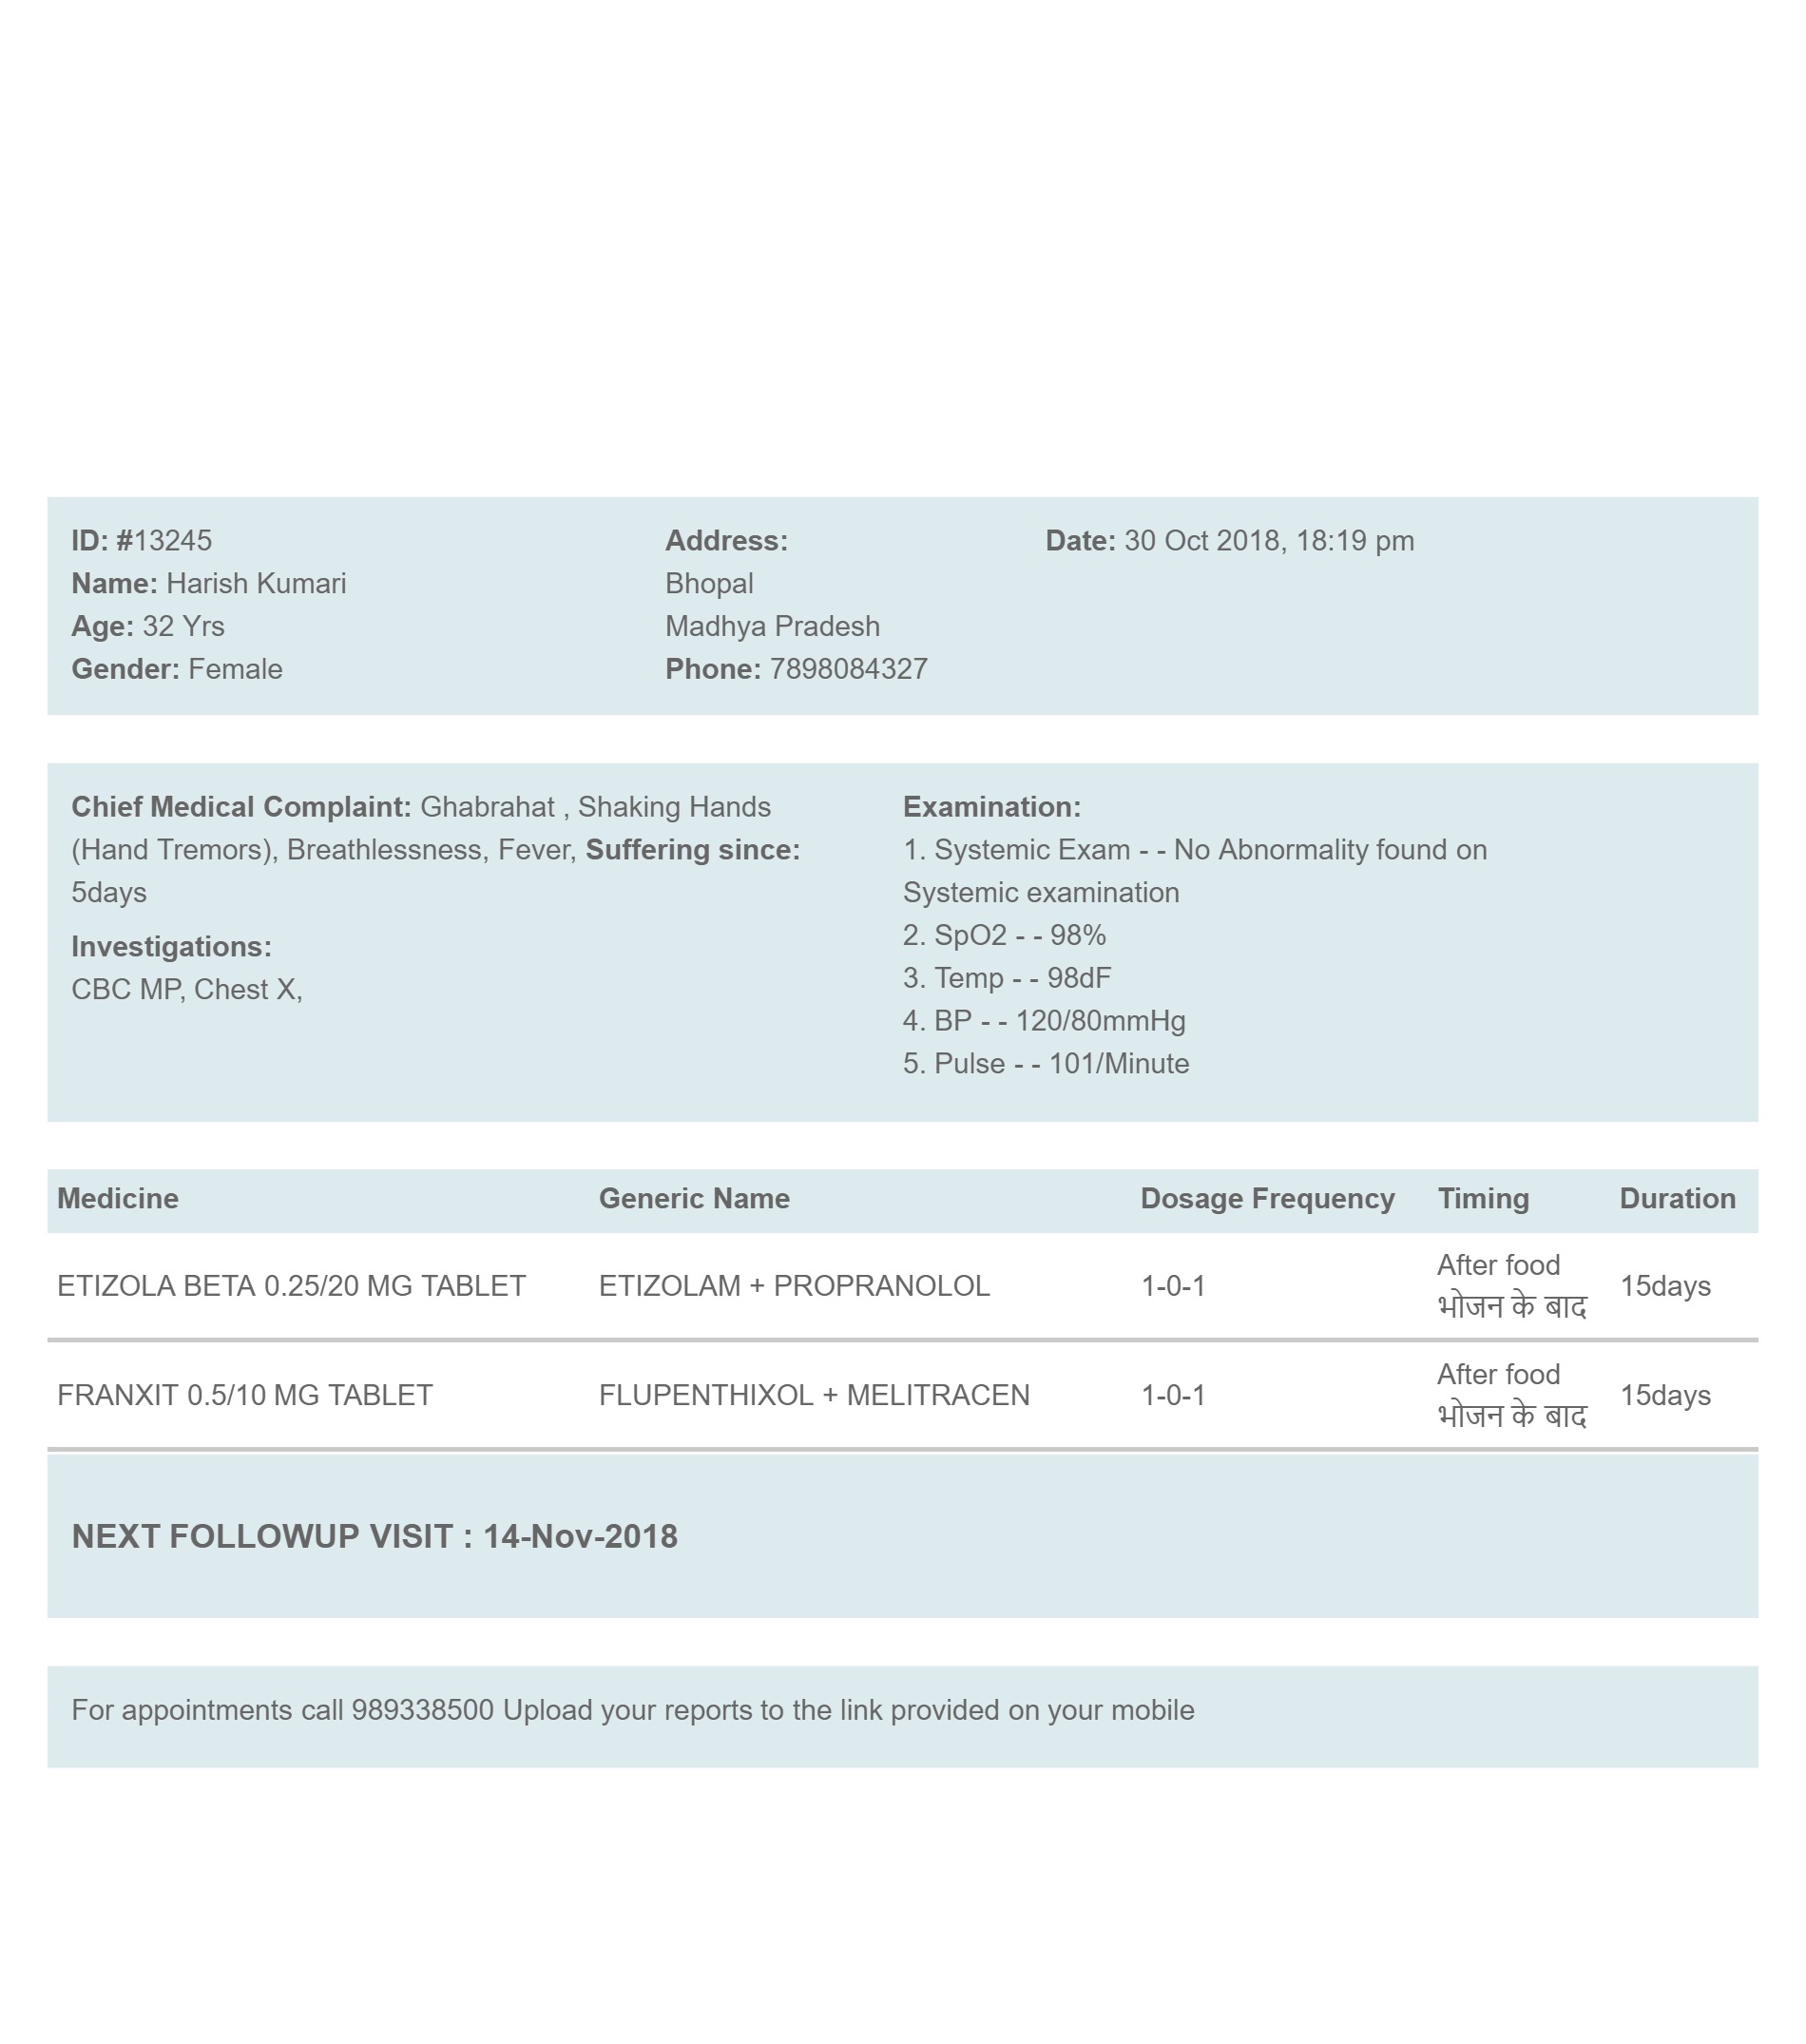 ID: #13245
Name: Harish Kumari
Age: 32 Yrs
Gender: Female
Address:
Bhopal
Madhya Pradesh
Phone: 7898084327
Date: 30 Oct 2018, 18:19 pm
Chief Medical Complaint: Ghabrahat , Shaking Hands
(Hand Tremors), Breathlessness, Fever, Suffering since:
5days
Investigations:
CBC MP, Chest X,
Examination:
1. Systemic Exam - - No Abnormality found on
Systemic examination
2. SpO2 - - 98%
3. Temp - - 98dF
4. BP - - 120/80mmHg
5. Pulse - - 101/Minute
Medicine Generic Name Dosage Frequency Timing Duration
ETIZOLA BETA 0.25/20 MG TABLET ETIZOLAM + PROPRANOLOL 1-0-1 After food 15days
भोजन के बाद
FRANXIT 0.5/10 MG TABLET FLUPENTHIXOL + MELITRACEN 1-0-1 After food 15days
भोजन के बाद
NEXT FOLLOWUP VISIT : 14-Nov-2018
For appointments call 989338500 Upload your reports to the link provided on your mobile